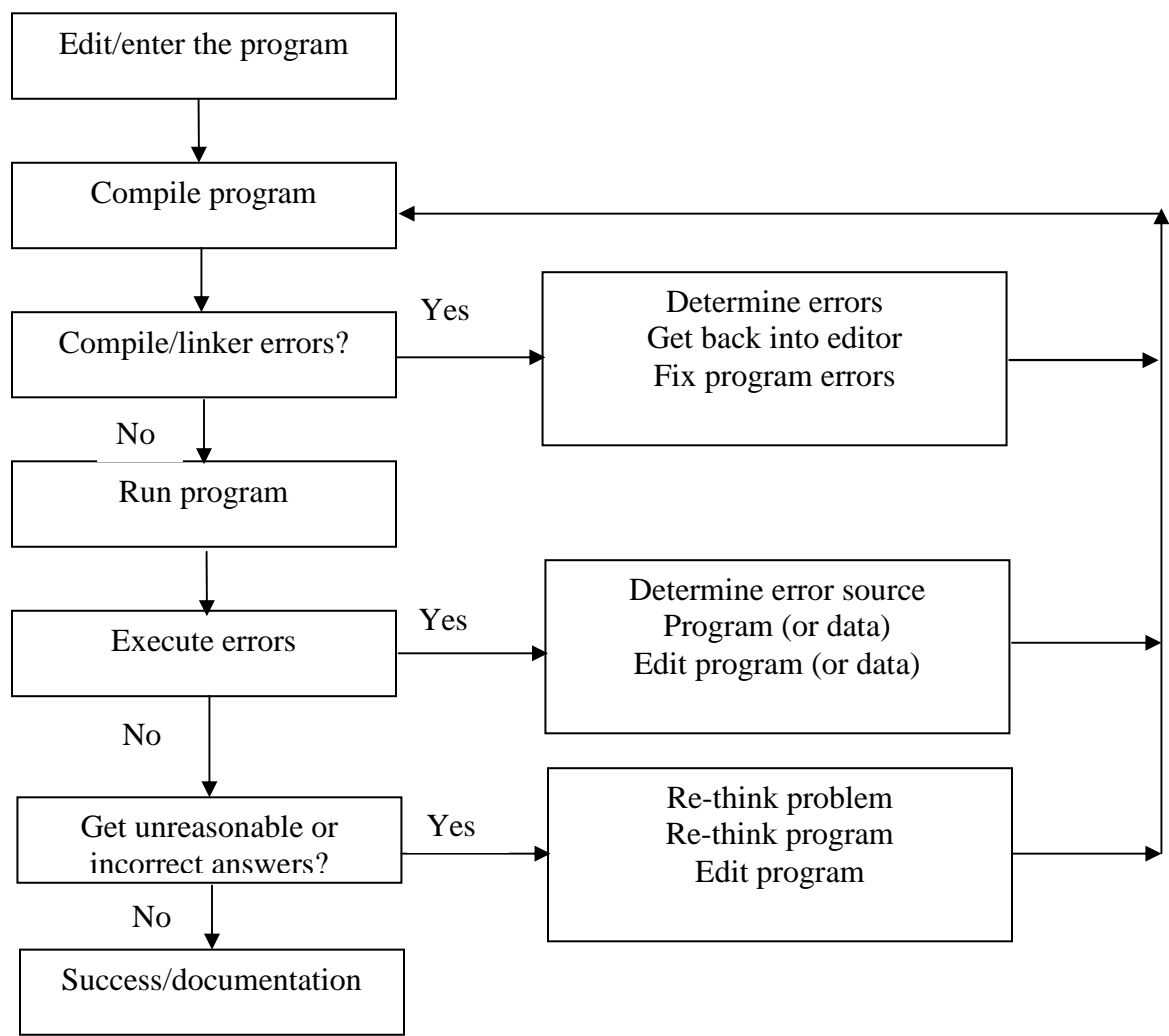 Edit/enter the program
Compile program
Compile/linker errors?
Yes
Determine errors
Get back into editor
Fix program errors
No
Run program
Execute errors
Yes
Determine error source
Program (or data)
Edit program (or data)
No
Get unreasonable or
incorrect answers?
Yes
Re-think problem
Re-think program
Edit program
No
Success/documentation